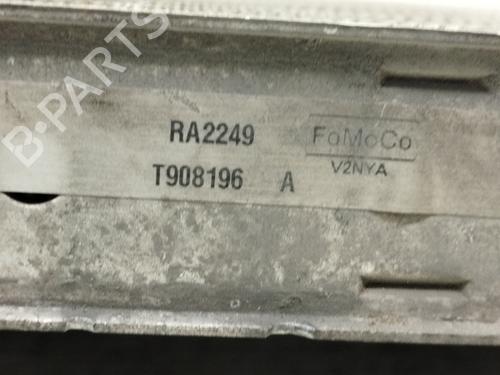 B-PARTS
RA2249 FoMoCo
V2NYA
T908196 A